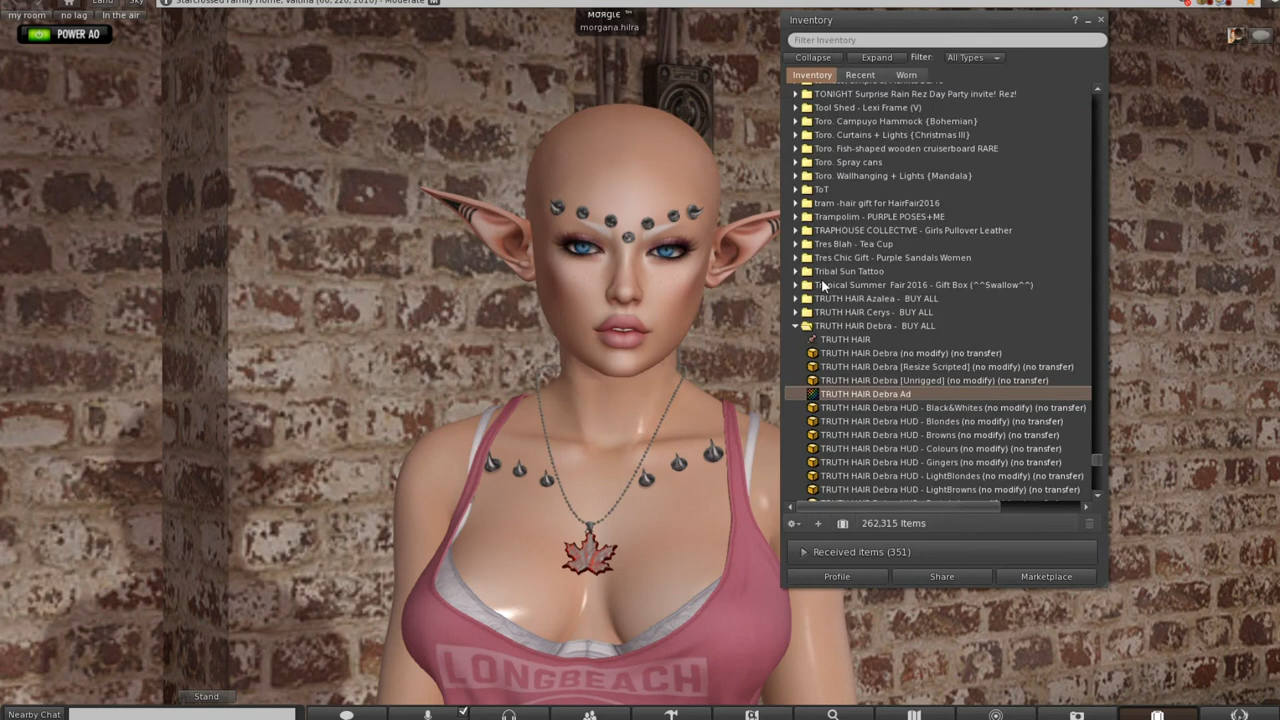 Land
Sky
my room
no lag
In the air
Starcrossed Family Home, Valtina (60, 220, 2010) - Moderate
POWER AO
morgana.hilra
Inventory
?
Filter Inventory
Collapse
Expand
Filter:
All Types
Inventory
Recent
Worn
TONIGHT Surprise Rain Rez Day Party invite! Rez!
Tool Shed - Lexi Frame (V)
Toro. Campuyo Hammock {Bohemian}
Toro. Curtains + Lights {Christmas III}
Toro. Fish-shaped wooden cruiserboard RARE
Toro. Spray cans
Toro. Wallhanging + Lights {Mandala}
ToT
tram -hair gift for HairFair2016
Trampolim - PURPLE POSES+ME
TRAPHOUSE COLLECTIVE - Girls Pullover Leather
Tres Blah - Tea Cup
Tres Chic Gift - Purple Sandals Women
Tribal Sun Tattoo
Tropical Summer Fair 2016 - Gift Box (^^Swallow^^)
TRUTH HAIR Azalea - BUY ALL
TRUTH HAIR Cerys - BUY ALL
TRUTH HAIR Debra - BUY ALL
TRUTH HAIR
TRUTH HAIR Debra (no modify) (no transfer)
TRUTH HAIR Debra [Resize Scripted] (no modify) (no transfer)
TRUTH HAIR Debra [Unrigged] (no modify) (no transfer)
TRUTH HAIR Debra Ad
TRUTH HAIR Debra HUD - Black&Whites (no modify) (no transfer)
TRUTH HAIR Debra HUD - Blondes (no modify) (no transfer)
TRUTH HAIR Debra HUD - Browns (no modify) (no transfer)
TRUTH HAIR Debra HUD - Colours (no modify) (no transfer)
TRUTH HAIR Debra HUD - Gingers (no modify) (no transfer)
TRUTH HAIR Debra HUD - LightBlondes (no modify) (no transfer)
TRUTH HAIR Debra HUD - LightBrowns (no modify) (no transfer)
262,315 Items
Received items (351)
Profile
Share
Marketplace
LONGBEACH
Stand
Nearby Chat